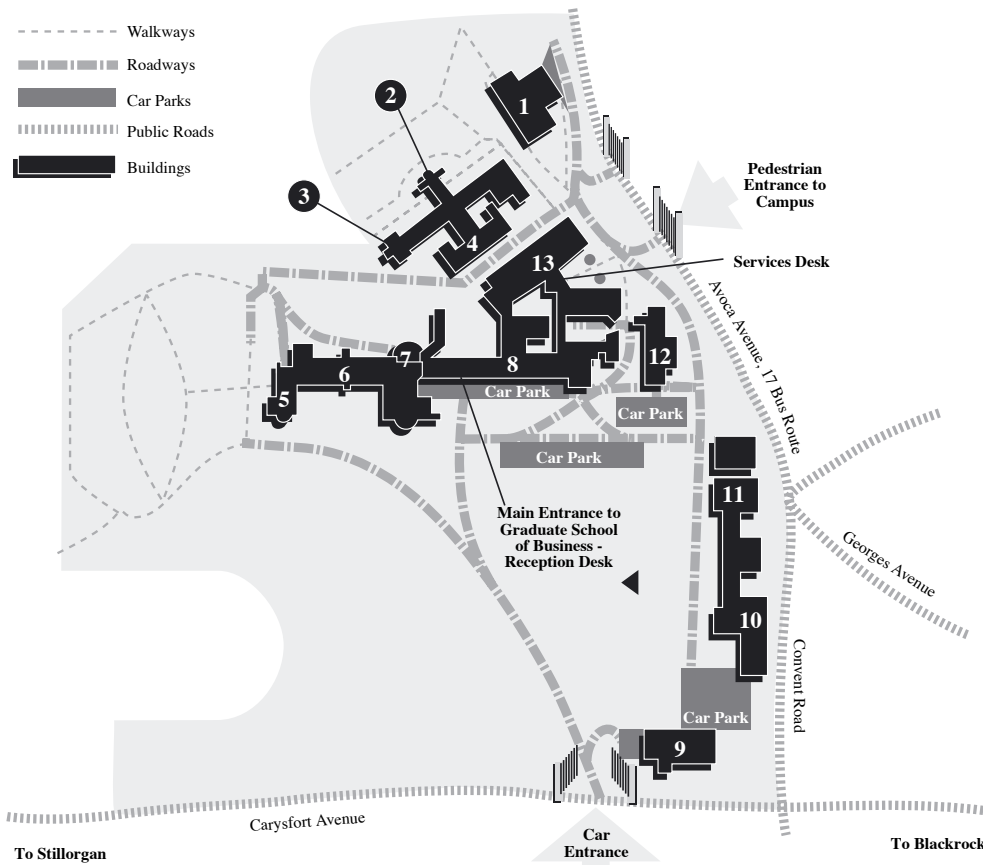 Walkways
Roadways
Car Parks
Public Roads
Buildings
1
2
3
4
Pedestrian
Entrance to
Campus
13
Services Desk
Avoca Avenue, 17 Bus Route
12
7
8
6
5
Car Park
Car Park
Car Park
11
Main Entrance to
Graduate School
of Business -
Reception Desk
Georges Avenue
10
Convent Road
Car Park
9
Carysfort Avenue
Car
Entrance
To Stillorgan
To Blackrock